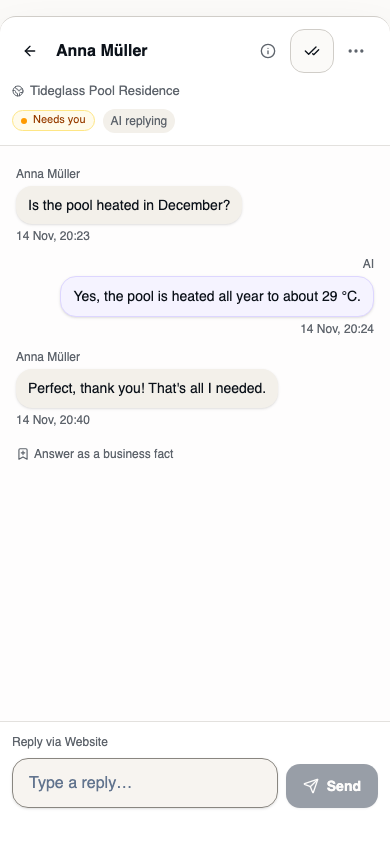 Anna Müller
Tideglass Pool Residence
Needs you
AI replying
Anna Müller
Is the pool heated in December?
14 Nov, 20:23
AI
Yes, the pool is heated all year to about 29 °C.
14 Nov, 20:24
Anna Müller
Perfect, thank you! That's all I needed.
14 Nov, 20:40
Answer as a business fact
Reply via Website
Type a reply…
Send